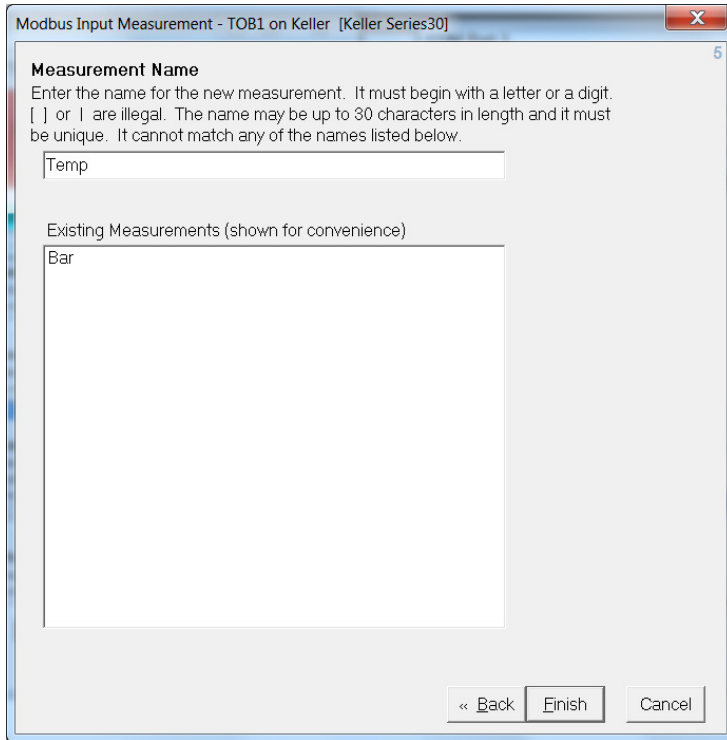 Modbus Input Measurement - TOB1 on Keller [Keller Series30]
5
Measurement Name
Enter the name for the new measurement. It must begin with a letter or a digit.
[ ] or | are illegal. The name may be up to 30 characters in length and it must
be unique. It cannot match any of the names listed below.
Temp
Existing Measurements (shown for convenience)
Bar
« Back
Finish
Cancel